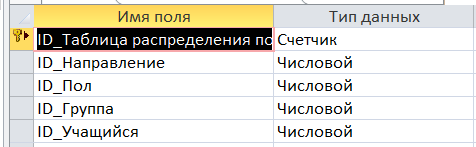 Имя поля Тип данных
ID_Таблица распределения по Счетчик
ID_Направление Числовой
ID_Пол Числовой
ID_Группа Числовой
ID_Учащийся Числовой